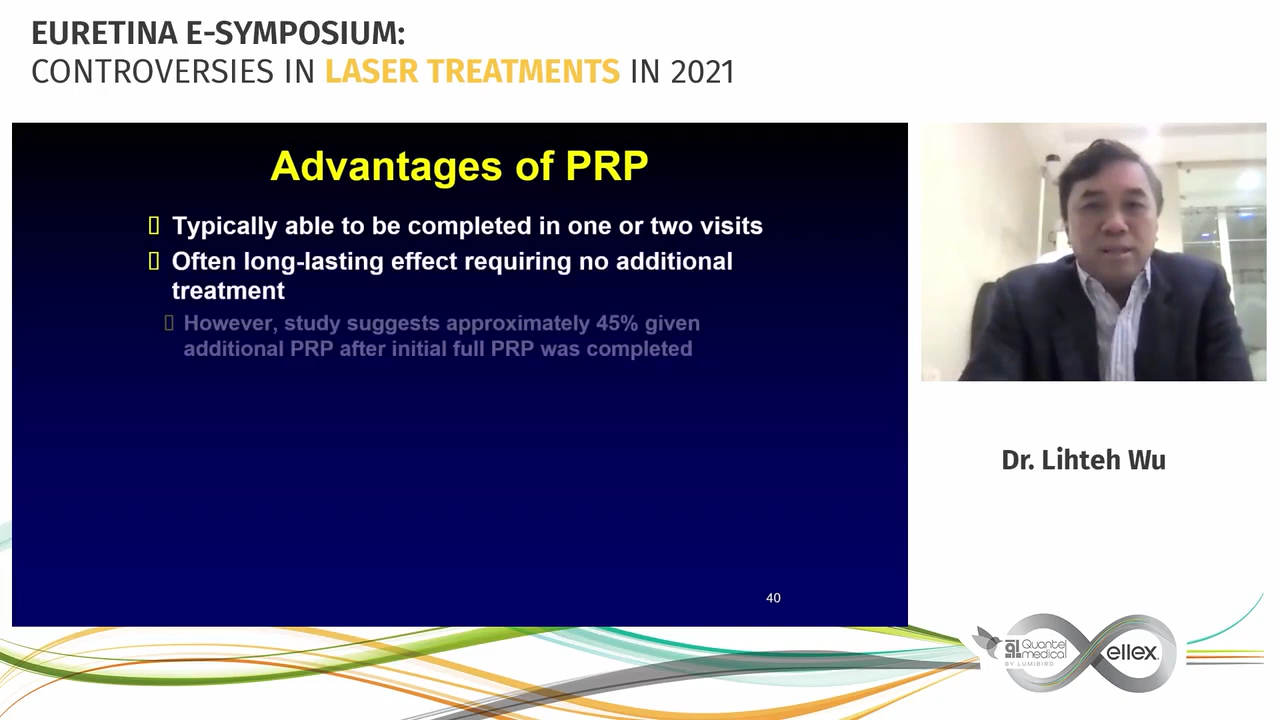 EURETINA E-SYMPOSIUM:
CONTROVERSIES IN LASER TREATMENTS IN 2021
Advantages of PRP
Typically able to be completed in one or two visits
Often long-lasting effect requiring no additional
treatment
However, study suggests approximately 45% given
additional PRP after initial full PRP was completed
40
Dr. Lihteh Wu
Quantel
medical
BY LUMIBIRD
ellex